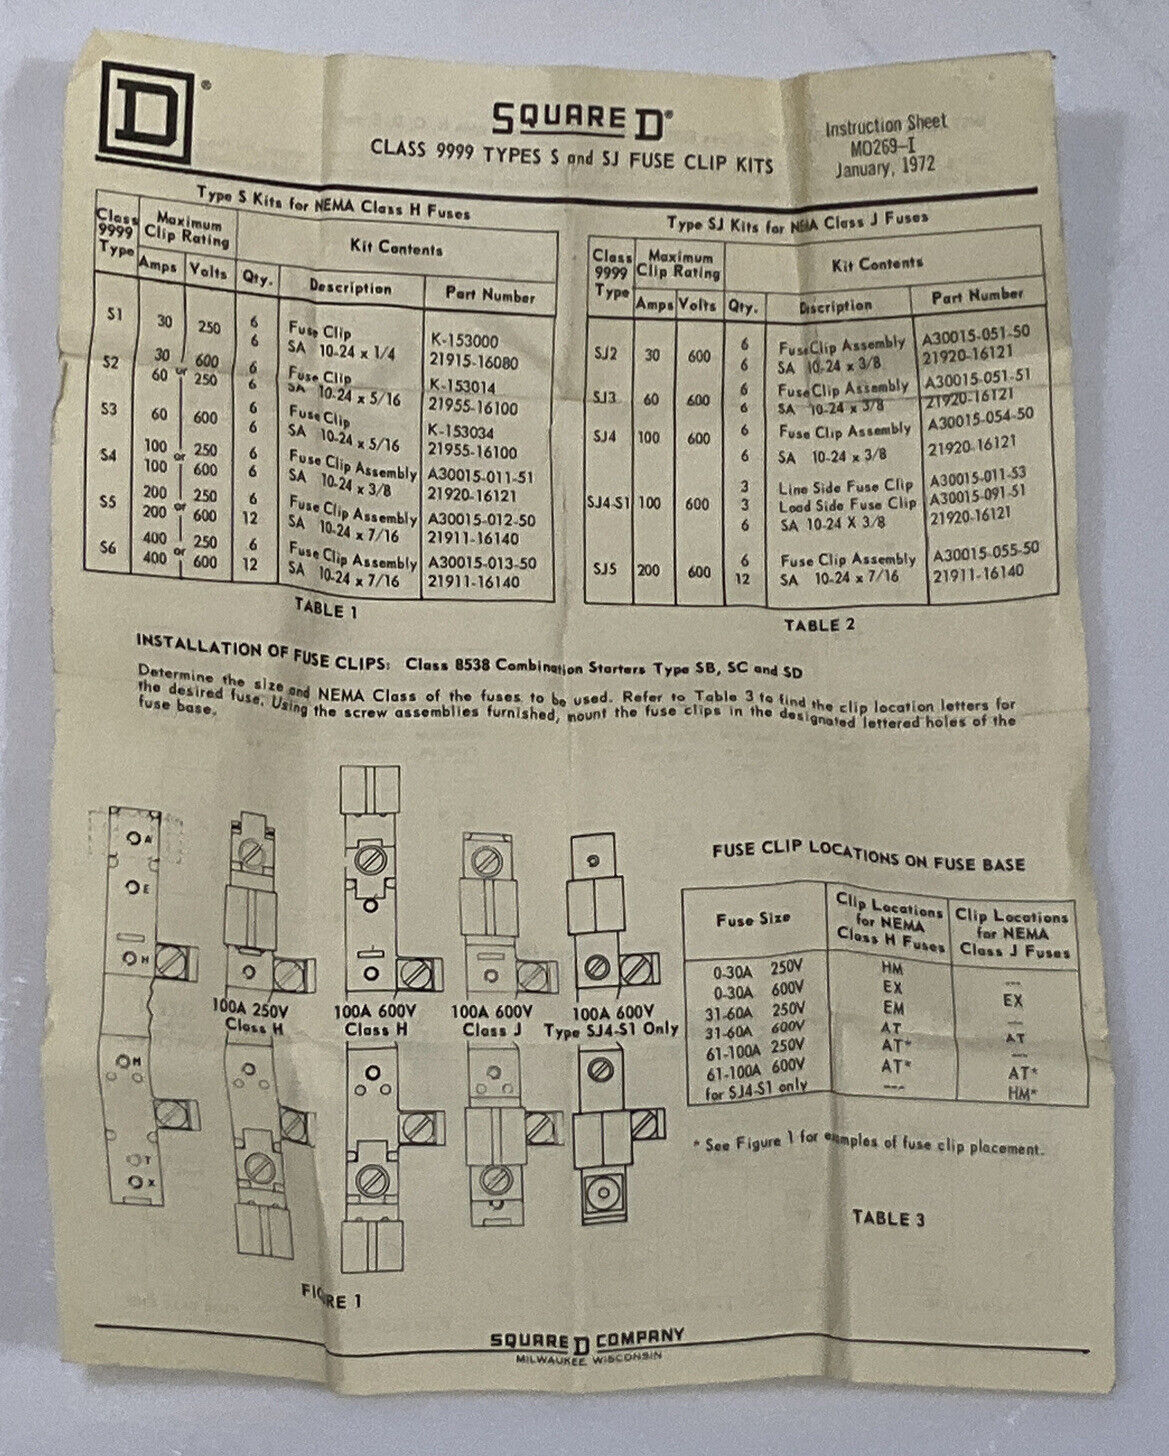 D ®
SQUARE D®
CLASS 9999 TYPES S and SJ FUSE CLIP KITS
Instruction Sheet
MO269-I
January, 1972
Type S Kits for NEMA Class H Fuses
Class 9999 Type | Maximum Clip Rating | Kit Contents
Amps | Volts | Qty. | Description | Part Number
S1 | 30 | 250 | 6 | Fuse Clip | K-153000
6 | SA 10-24 x 1/4 | 21915-16080
S2 | 30 or | 600 | 6 | Fuse Clip | K-153014
60 | 250 | 6 | SA 10-24 x 5/16 | 21955-16100
S3 | 60 | 600 | 6 | Fuse Clip | K-153034
6 | SA 10-24 x 5/16 | 21955-16100
S4 | 100 or | 250 | 6 | Fuse Clip Assembly | A30015-011-51
100 | 600 | 6 | SA 10-24 x 3/8 | 21920-16121
S5 | 200 or | 250 | 6 | Fuse Clip Assembly | A30015-012-50
200 | 600 | 12 | SA 10-24 x 7/16 | 21911-16140
S6 | 400 or | 250 | 6 | Fuse Clip Assembly | A30015-013-50
400 | 600 | 12 | SA 10-24 x 7/16 | 21911-16140
TABLE 1
Type SJ Kits for NEMA Class J Fuses
Class 9999 Type | Maximum Clip Rating | Kit Contents
Amps | Volts | Qty. | Discription | Part Number
SJ2 | 30 | 600 | 6 | Fuse Clip Assembly | A30015-051-50
6 | SA 10-24 x 3/8 | 21920-16121
SJ3 | 60 | 600 | 6 | Fuse Clip Assembly | A30015-051-51
6 | SA 10-24 x 3/8 | 21920-16121
SJ4 | 100 | 600 | 6 | Fuse Clip Assembly | A30015-054-50
6 | SA 10-24 x 3/8 | 21920-16121
SJ4-S1 | 100 | 600 | 3 | Line Side Fuse Clip | A30015-011-53
3 | Load Side Fuse Clip | A30015-091-51
6 | SA 10-24 X 3/8 | 21920-16121
SJ5 | 200 | 600 | 6 | Fuse Clip Assembly | A30015-055-50
12 | SA 10-24 x 7/16 | 21911-16140
TABLE 2
INSTALLATION OF FUSE CLIPS: Class 8538 Combination Starters Type SB, SC and SD
Determine the size and NEMA Class of the fuses to be used. Refer to Table 3 to find the clip location letters for
the desired fuse. Using the screw assemblies furnished, mount the fuse clips in the designated lettered holes of the
fuse base.
A
E
H
M
T
X
100A 250V
Class H
100A 600V
Class H
100A 600V
Class J
100A 600V
Type SJ4-S1 Only
FIGURE 1
FUSE CLIP LOCATIONS ON FUSE BASE
Fuse Size | Clip Locations for NEMA Class H Fuses | Clip Locations for NEMA Class J Fuses
0-30A 250V | HM | ---
0-30A 600V | EX | EX
31-60A 250V | EM | ---
31-60A 600V | AT | AT
61-100A 250V | AT* | ---
61-100A 600V | AT* | AT*
for SJ4-S1 only | --- | HM*
* See Figure 1 for examples of fuse clip placement.
TABLE 3
SQUARE D COMPANY
MILWAUKEE, WISCONSIN